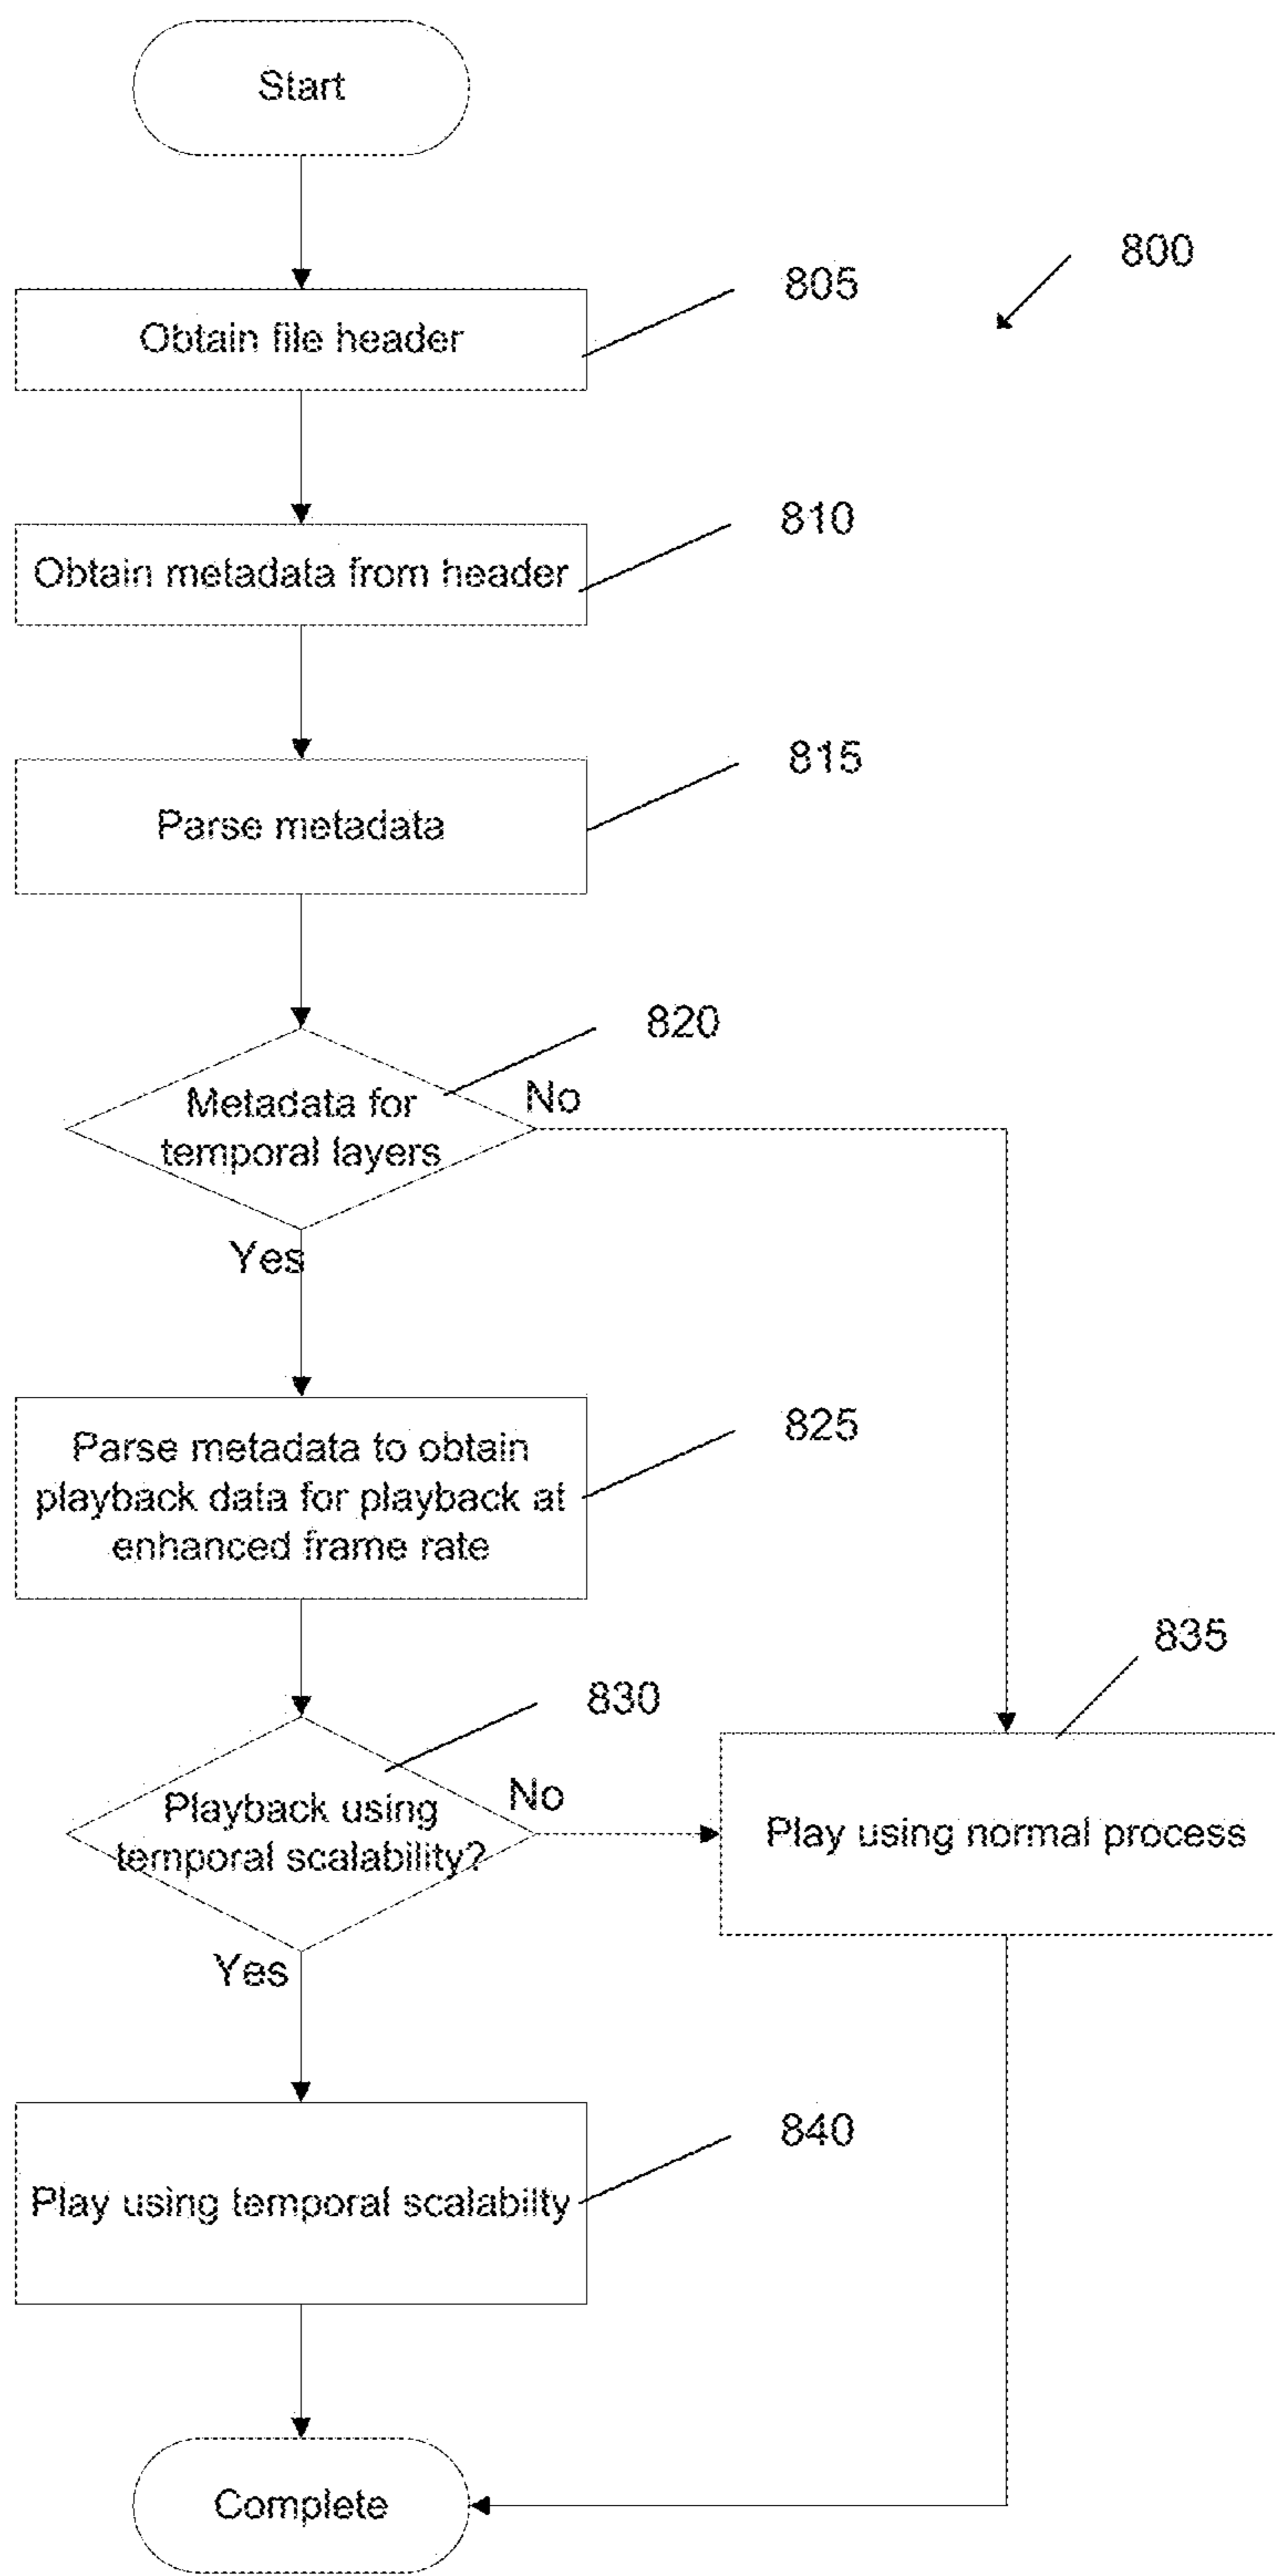 Start
800
805
Obtain file header
810
Obtain metadata from header
815
Parse metadata
820
Metadata for
temporal layers
No
Yes
825
Parse metadata to obtain
playback data for playback at
enhanced frame rate
835
830
Playback using
temporal scalability?
No
Play using normal process
Yes
840
Play using temporal scalabilty
Complete